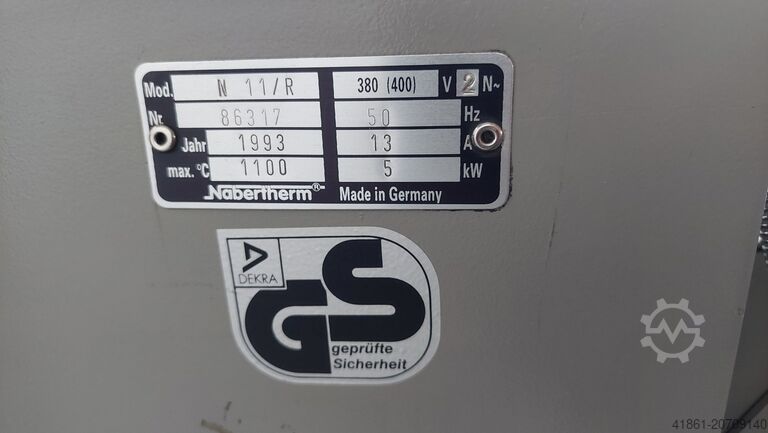 Mod. N 11/R 380 (400) V 2 N~
Nr. 86317 50 Hz
Jahr 1993 13 A
max. °C 1100 5 kW
Nabertherm® Made in Germany
DEKRA
GS
geprüfte
Sicherheit
41861-20709140